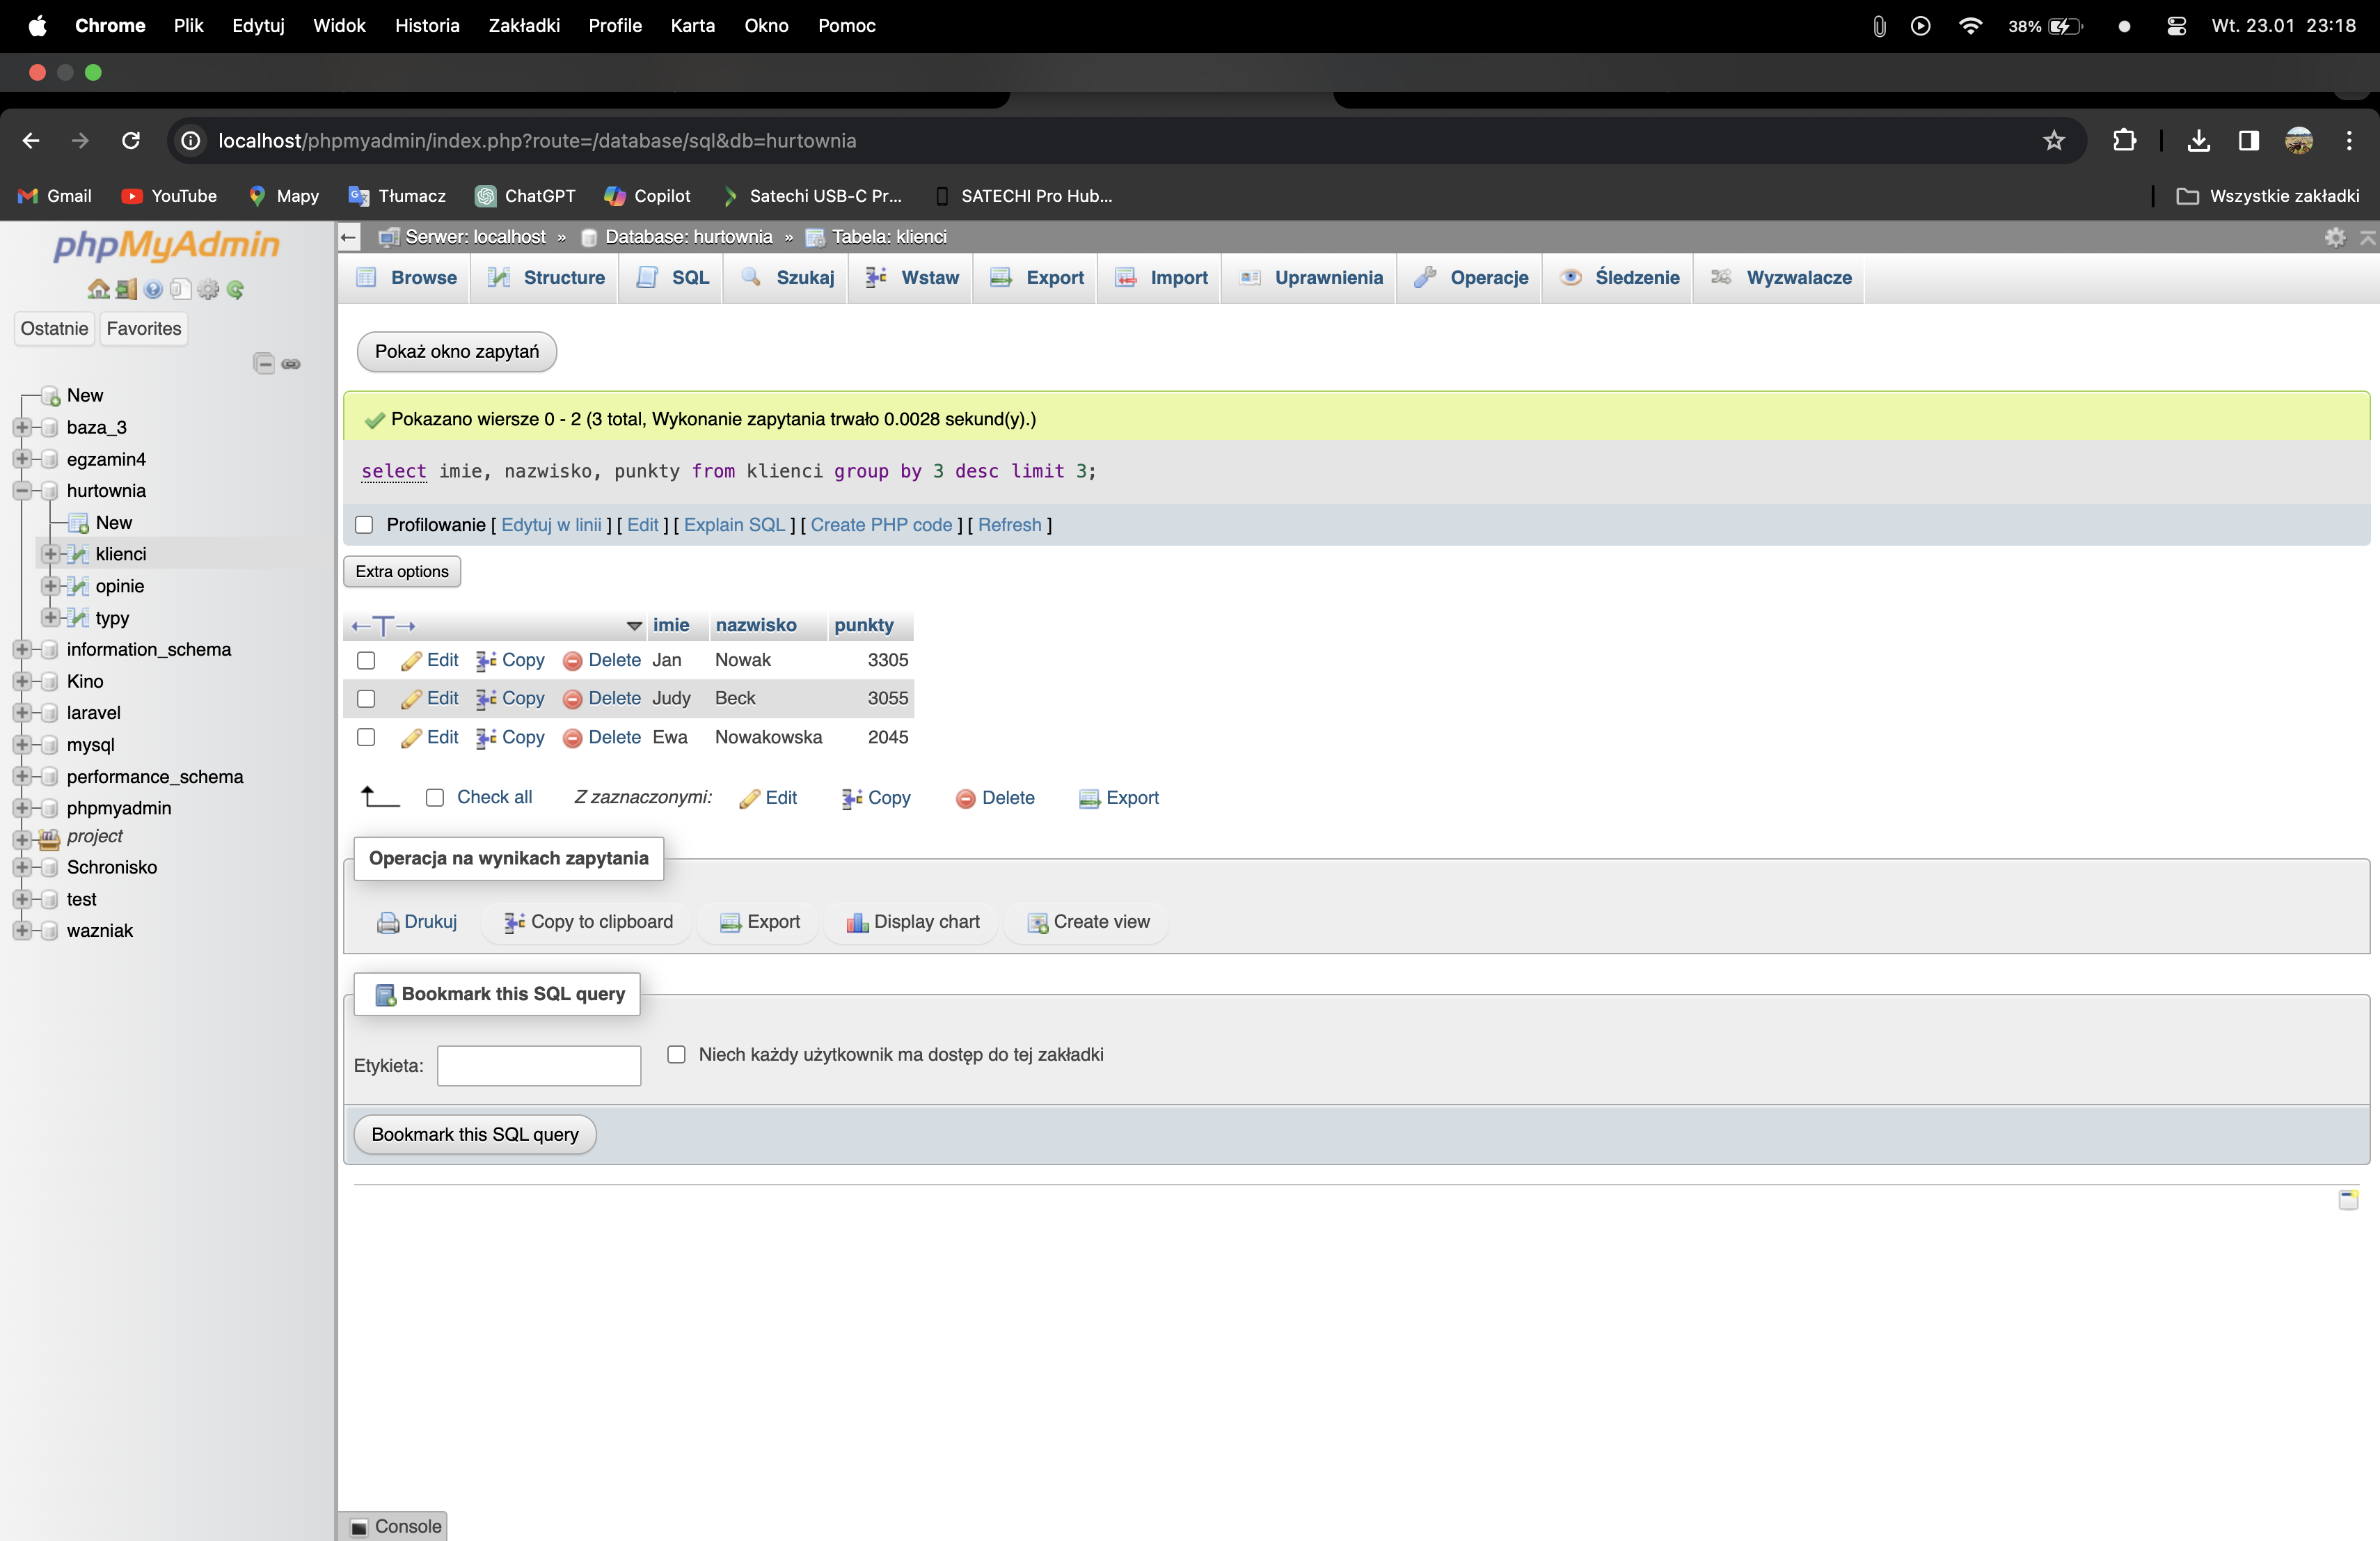 Chrome Plik Edytuj Widok Historia Zakładki Profile Karta Okno Pomoc 38% Wt. 23.01 23:18
localhost/phpmyadmin/index.php?route=/database/sql&db=hurtownia
Gmail YouTube Mapy Tłumacz ChatGPT Copilot Satechi USB-C Pr... SATECHI Pro Hub... Wszystkie zakładki
phpMyAdmin
Ostatnie Favorites
New
baza_3
egzamin4
hurtownia
New
klienci
opinie
typy
information_schema
Kino
laravel
mysql
performance_schema
phpmyadmin
project
Schronisko
test
wazniak
Serwer: localhost » Database: hurtownia » Tabela: klienci
Browse Structure SQL Szukaj Wstaw Export Import Uprawnienia Operacje Śledzenie Wyzwalacze
Pokaż okno zapytań
Pokazano wiersze 0 - 2 (3 total, Wykonanie zapytania trwało 0.0028 sekund(y).)
select imie, nazwisko, punkty from klienci group by 3 desc limit 3;
Profilowanie [ Edytuj w linii ] [ Edit ] [ Explain SQL ] [ Create PHP code ] [ Refresh ]
Extra options
←T→ imie nazwisko punkty
Edit Copy Delete Jan Nowak 3305
Edit Copy Delete Judy Beck 3055
Edit Copy Delete Ewa Nowakowska 2045
Check all Z zaznaczonymi: Edit Copy Delete Export
Operacja na wynikach zapytania
Drukuj Copy to clipboard Export Display chart Create view
Bookmark this SQL query
Etykieta: Niech każdy użytkownik ma dostęp do tej zakładki
Bookmark this SQL query
Console